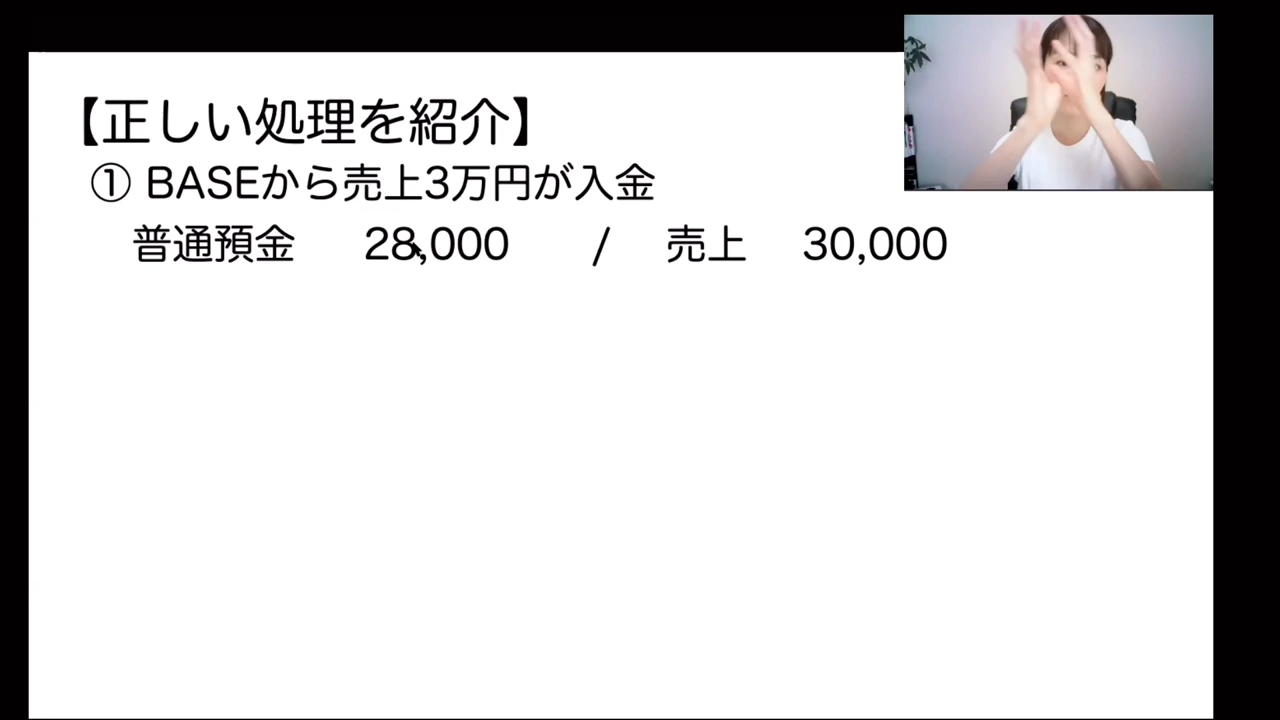 【正しい処理を紹介】
① BASEから売上3万円が入金
普通預金 28,000 / 売上 30,000